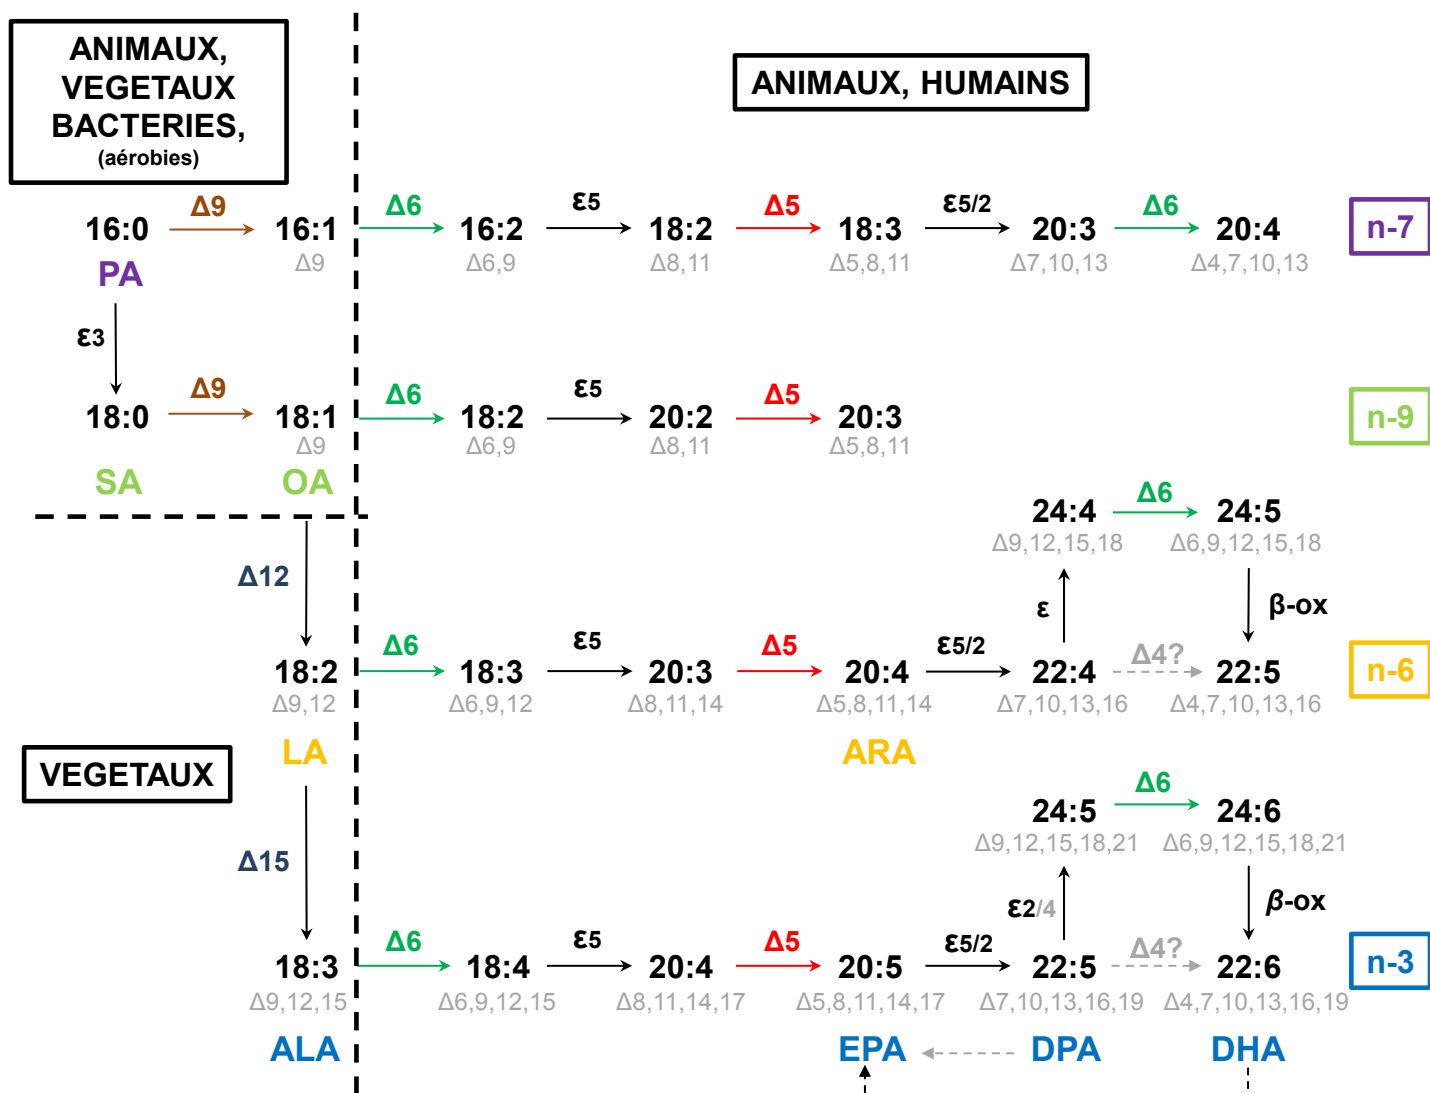 ANIMAUX,
VEGETAUX
BACTERIES,
(aérobies)
ANIMAUX, HUMAINS
Δ9 Δ6 ε5 Δ5 ε5/2 Δ6
16:0 16:1 16:2 18:2 18:3 20:3 20:4 n-7
Δ9 Δ6,9 Δ8,11 Δ5,8,11 Δ7,10,13 Δ4,7,10,13
PA
ε3
Δ9 Δ6 ε5 Δ5
18:0 18:1 18:2 20:2 20:3 n-9
Δ9 Δ6,9 Δ8,11 Δ5,8,11
SA OA
Δ6
24:4 24:5
Δ9,12,15,18 Δ6,9,12,15,18
Δ12
ε β-ox
Δ6 ε5 Δ5 ε5/2 Δ4?
18:2 18:3 20:3 20:4 22:4 22:5 n-6
Δ9,12 Δ6,9,12 Δ8,11,14 Δ5,8,11,14 Δ7,10,13,16 Δ4,7,10,13,16
LA ARA
VEGETAUX
Δ6
24:5 24:6
Δ9,12,15,18,21 Δ6,9,12,15,18,21
Δ15
ε2/4 β-ox
Δ6 ε5 Δ5 ε5/2 Δ4?
18:3 18:4 20:4 20:5 22:5 22:6 n-3
Δ9,12,15 Δ6,9,12,15 Δ8,11,14,17 Δ5,8,11,14,17 Δ7,10,13,16,19 Δ4,7,10,13,16,19
ALA EPA DPA DHA